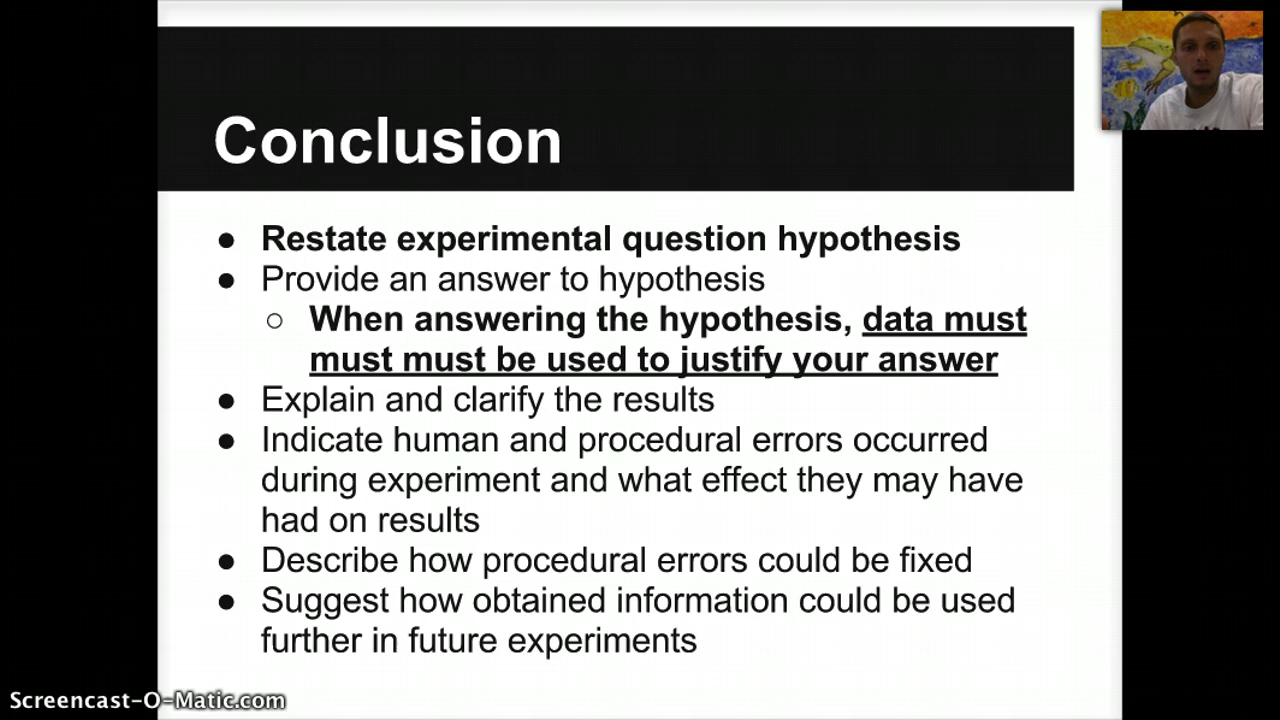 Conclusion
● Restate experimental question hypothesis
● Provide an answer to hypothesis
○ When answering the hypothesis, data must
must must be used to justify your answer
● Explain and clarify the results
● Indicate human and procedural errors occurred
during experiment and what effect they may have
had on results
● Describe how procedural errors could be fixed
● Suggest how obtained information could be used
further in future experiments
Screencast-O-Matic.com